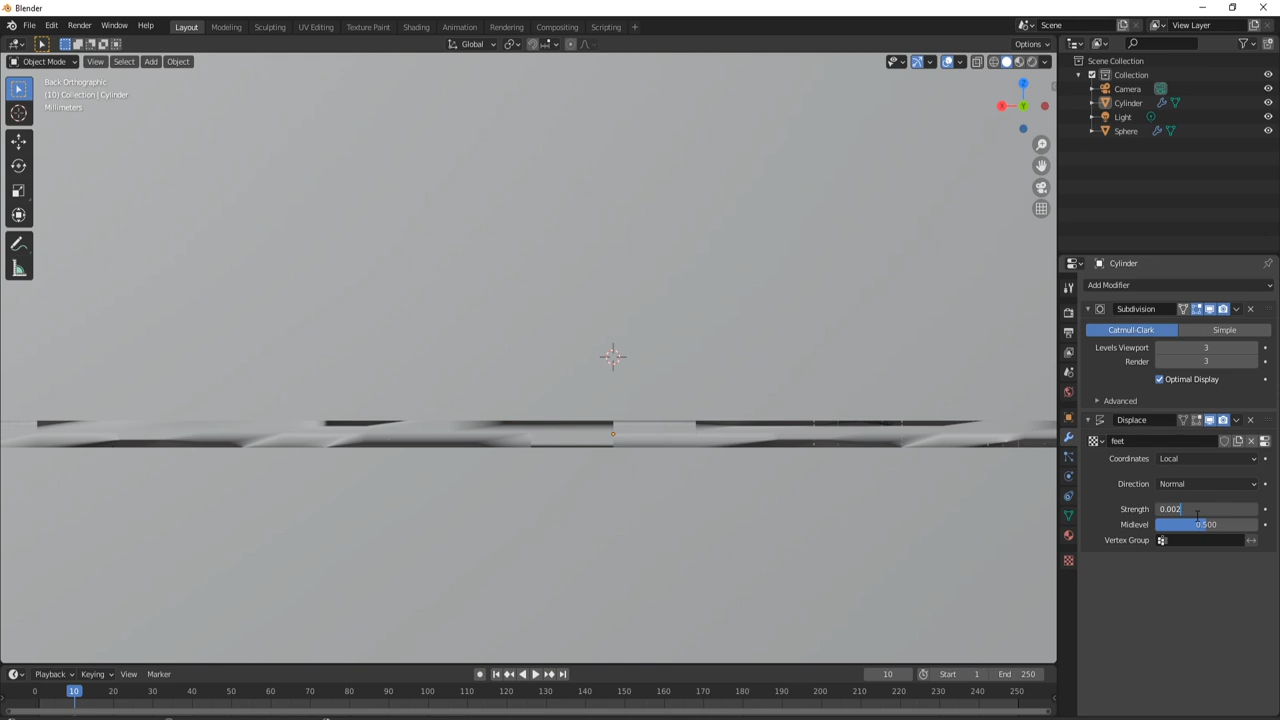 Blender
File Edit Render Window Help
Layout Modeling Sculpting UV Editing Texture Paint Shading Animation Rendering Compositing Scripting +
Scene
View Layer
Global
Options
Object Mode View Select Add Object
Back Orthographic
(10) Collection | Cylinder
Millimeters
Z
X
Y
Scene Collection
Collection
Camera
Cylinder
Light
Sphere
Cylinder
Add Modifier
Subdivision
Catmull-Clark Simple
Levels Viewport 3
Render 3
Optimal Display
Advanced
Displace
feet
Coordinates Local
Direction Normal
Strength 0.002
Midlevel 0.500
Vertex Group
Playback Keying View Marker
10 Start 1 End 250
0 10 20 30 40 50 60 70 80 90 100 110 120 130 140 150 160 170 180 190 200 210 220 230 240 250